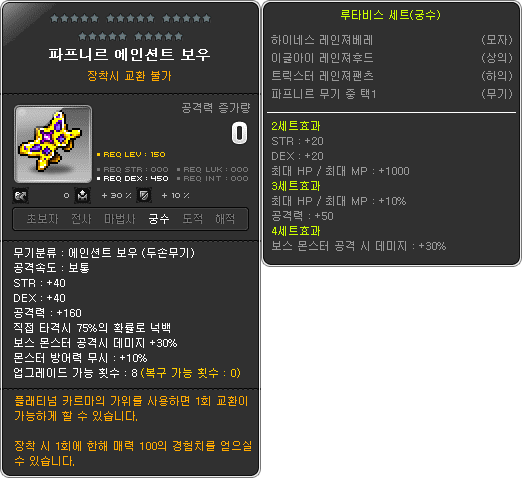 파프니르 에인션트 보우
장착시 교환 불가
공격력 증가량
0
REQ LEV : 150
REQ STR : 000
REQ LUK : 000
REQ DEX : 450
REQ INT : 000
0
+ 30 %
+ 10 %
초보자 전사 마법사 궁수 도적 해적
무기분류 : 에인션트 보우 (두손무기)
공격속도 : 보통
STR : +40
DEX : +40
공격력 : +160
직접 타격시 75%의 확률로 넉백
보스 몬스터 공격시 데미지 +30%
몬스터 방어력 무시 : +10%
업그레이드 가능 횟수 : 8 (복구 가능 횟수 : 0)
플래티넘 카르마의 가위를 사용하면 1회 교환이
가능하게 할 수 있습니다.
장착 시 1회에 한해 매력 100의 경험치를 얻으실
수 있습니다.
루타비스 세트(궁수)
하이네스 레인져베레 (모자)
이글아이 레인져후드 (상의)
트릭스터 레인져팬츠 (하의)
파프니르 무기 중 택1 (무기)
2세트효과
STR : +20
DEX : +20
최대 HP / 최대 MP : +1000
3세트효과
최대 HP / 최대 MP : +10%
공격력 : +50
4세트효과
보스 몬스터 공격 시 데미지 : +30%